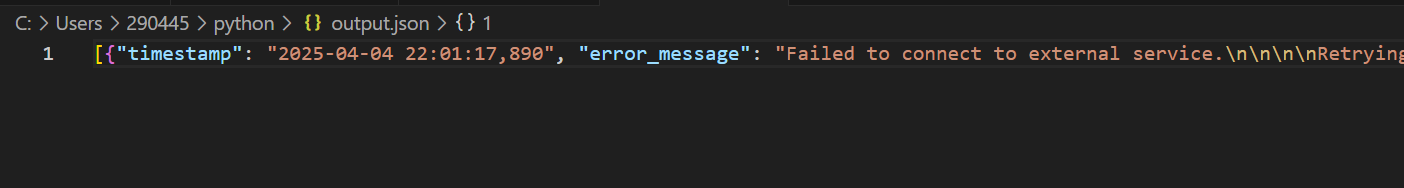 C: > Users > 290445 > python > {} output.json > {} 1
1 [{"timestamp": "2025-04-04 22:01:17,890", "error_message": "Failed to connect to external service.\n\n\n\nRetrying